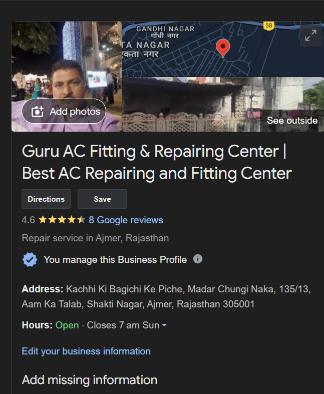 GANDHI NAGAR
गांधी नगर
TA NAGAR
कता नगर
58
Add photos
See outside
Guru AC Fitting & Repairing Center |
Best AC Repairing and Fitting Center
Directions
Save
4.6 ★★★★★ 8 Google reviews
Repair service in Ajmer, Rajasthan
You manage this Business Profile
Address: Kachhi Ki Bagichi Ke Piche, Madar Chungi Naka, 135/13,
Aam Ka Talab, Shakti Nagar, Ajmer, Rajasthan 305001
Hours: Open · Closes 7 am Sun
Edit your business information
Add missing information